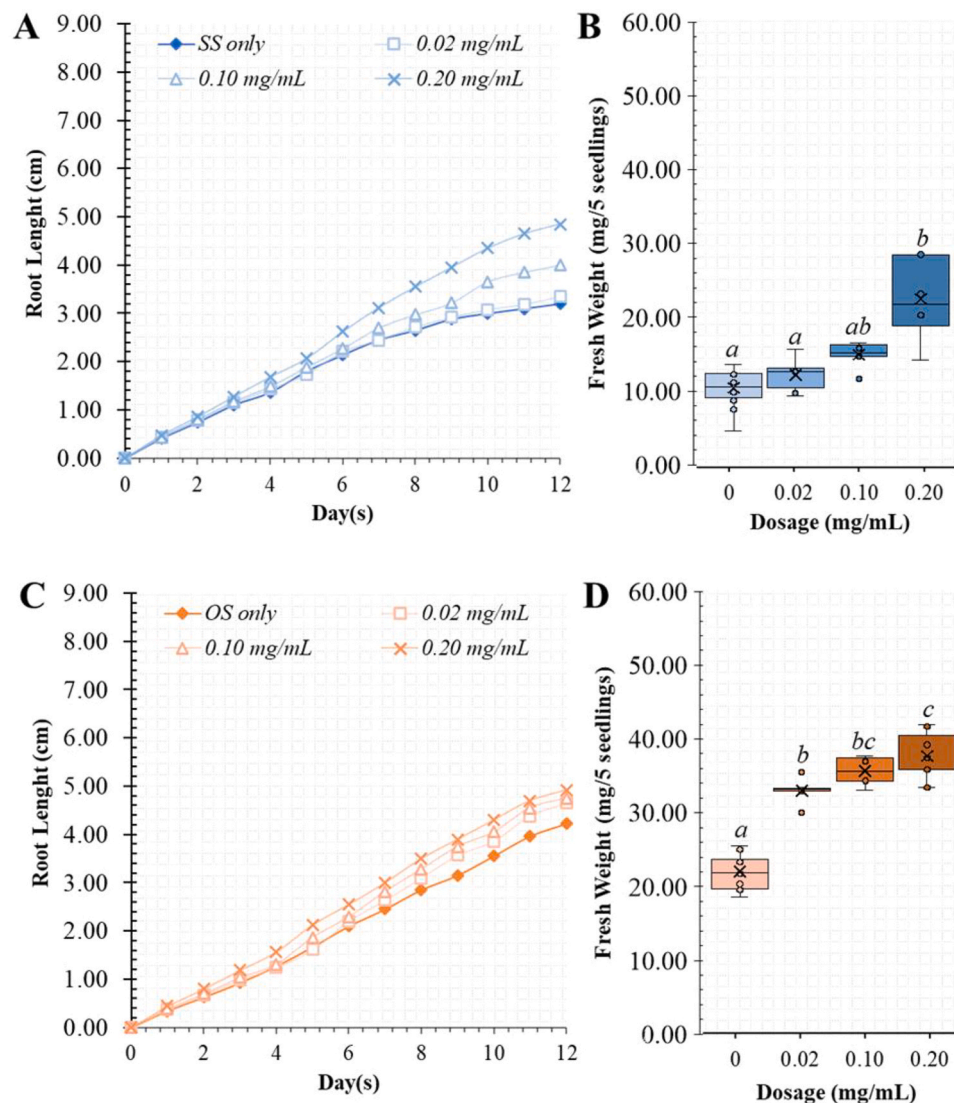 A
9.00
8.00
7.00
6.00
5.00
4.00
3.00
2.00
1.00
0.00
Root Lenght (cm)
SS only
0.02 mg/mL
0.10 mg/mL
0.20 mg/mL
0 2 4 6 8 10 12
Day(s)
B
60.00
50.00
40.00
30.00
20.00
10.00
0.00
Fresh Weight (mg/5 seedlings)
a
a
ab
b
0 0.02 0.10 0.20
Dosage (mg/mL)
C
9.00
8.00
7.00
6.00
5.00
4.00
3.00
2.00
1.00
0.00
Root Lenght (cm)
OS only
0.02 mg/mL
0.10 mg/mL
0.20 mg/mL
0 2 4 6 8 10 12
Day(s)
D
60.00
50.00
40.00
30.00
20.00
10.00
0.00
Fresh Weight (mg/5 seedlings)
a
b
bc
c
0 0.02 0.10 0.20
Dosage (mg/mL)